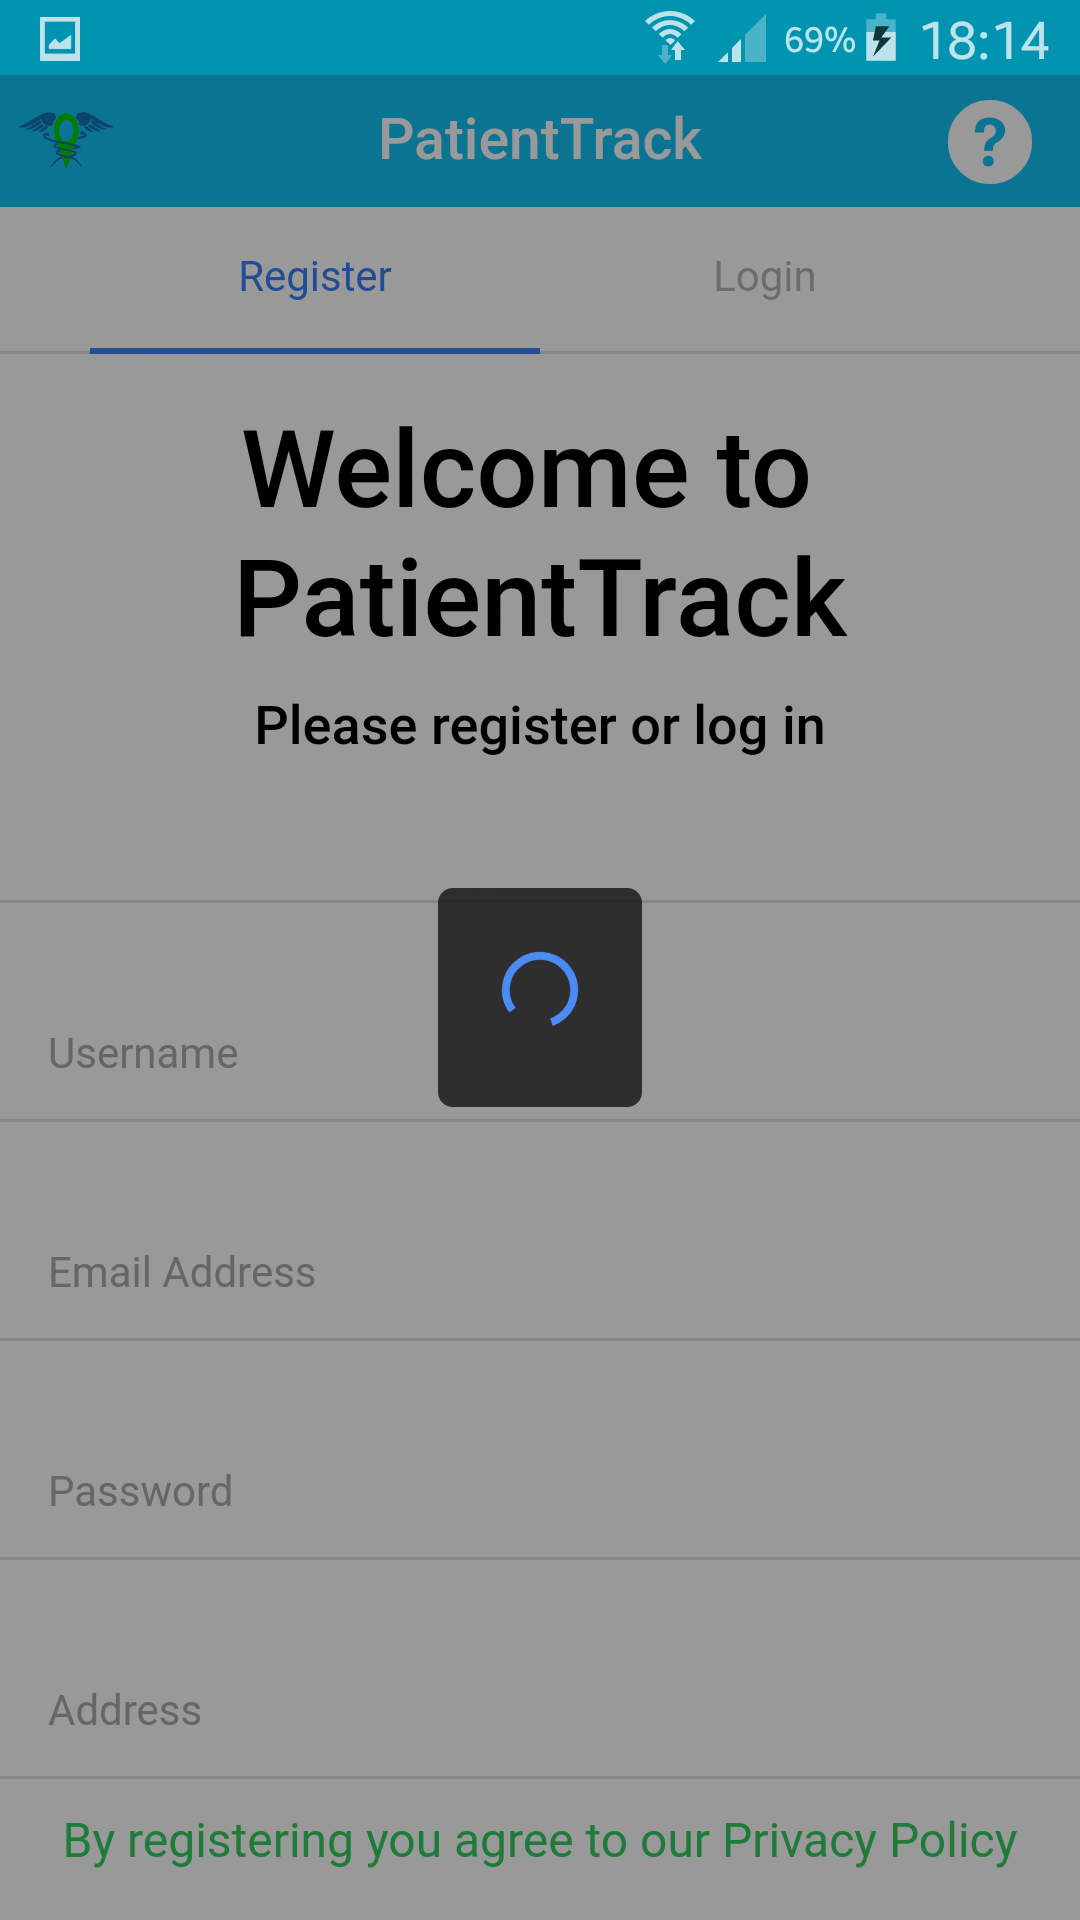 69% 18:14
PatientTrack
?
Register Login
Welcome to
PatientTrack
Please register or log in
Username
Email Address
Password
Address
By registering you agree to our Privacy Policy